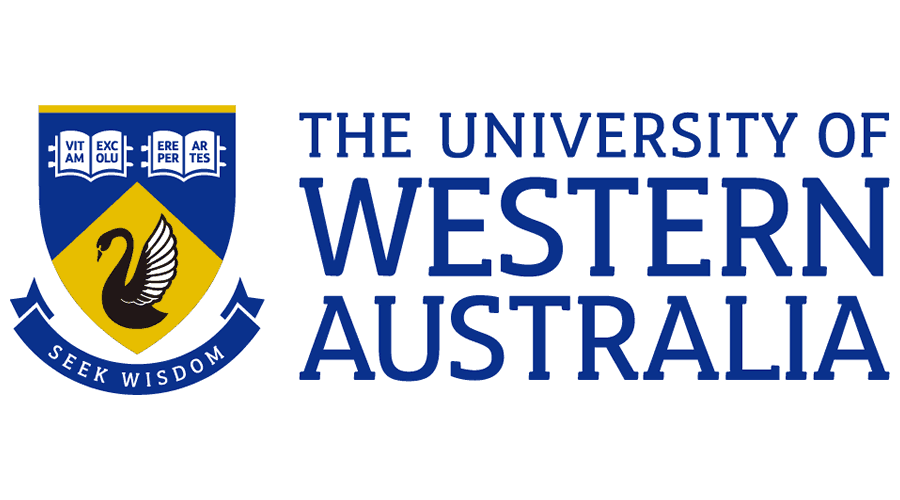 VIT EXC ERE AR
AM OLU PER TES
SEEK WISDOM
THE UNIVERSITY OF
WESTERN
AUSTRALIA